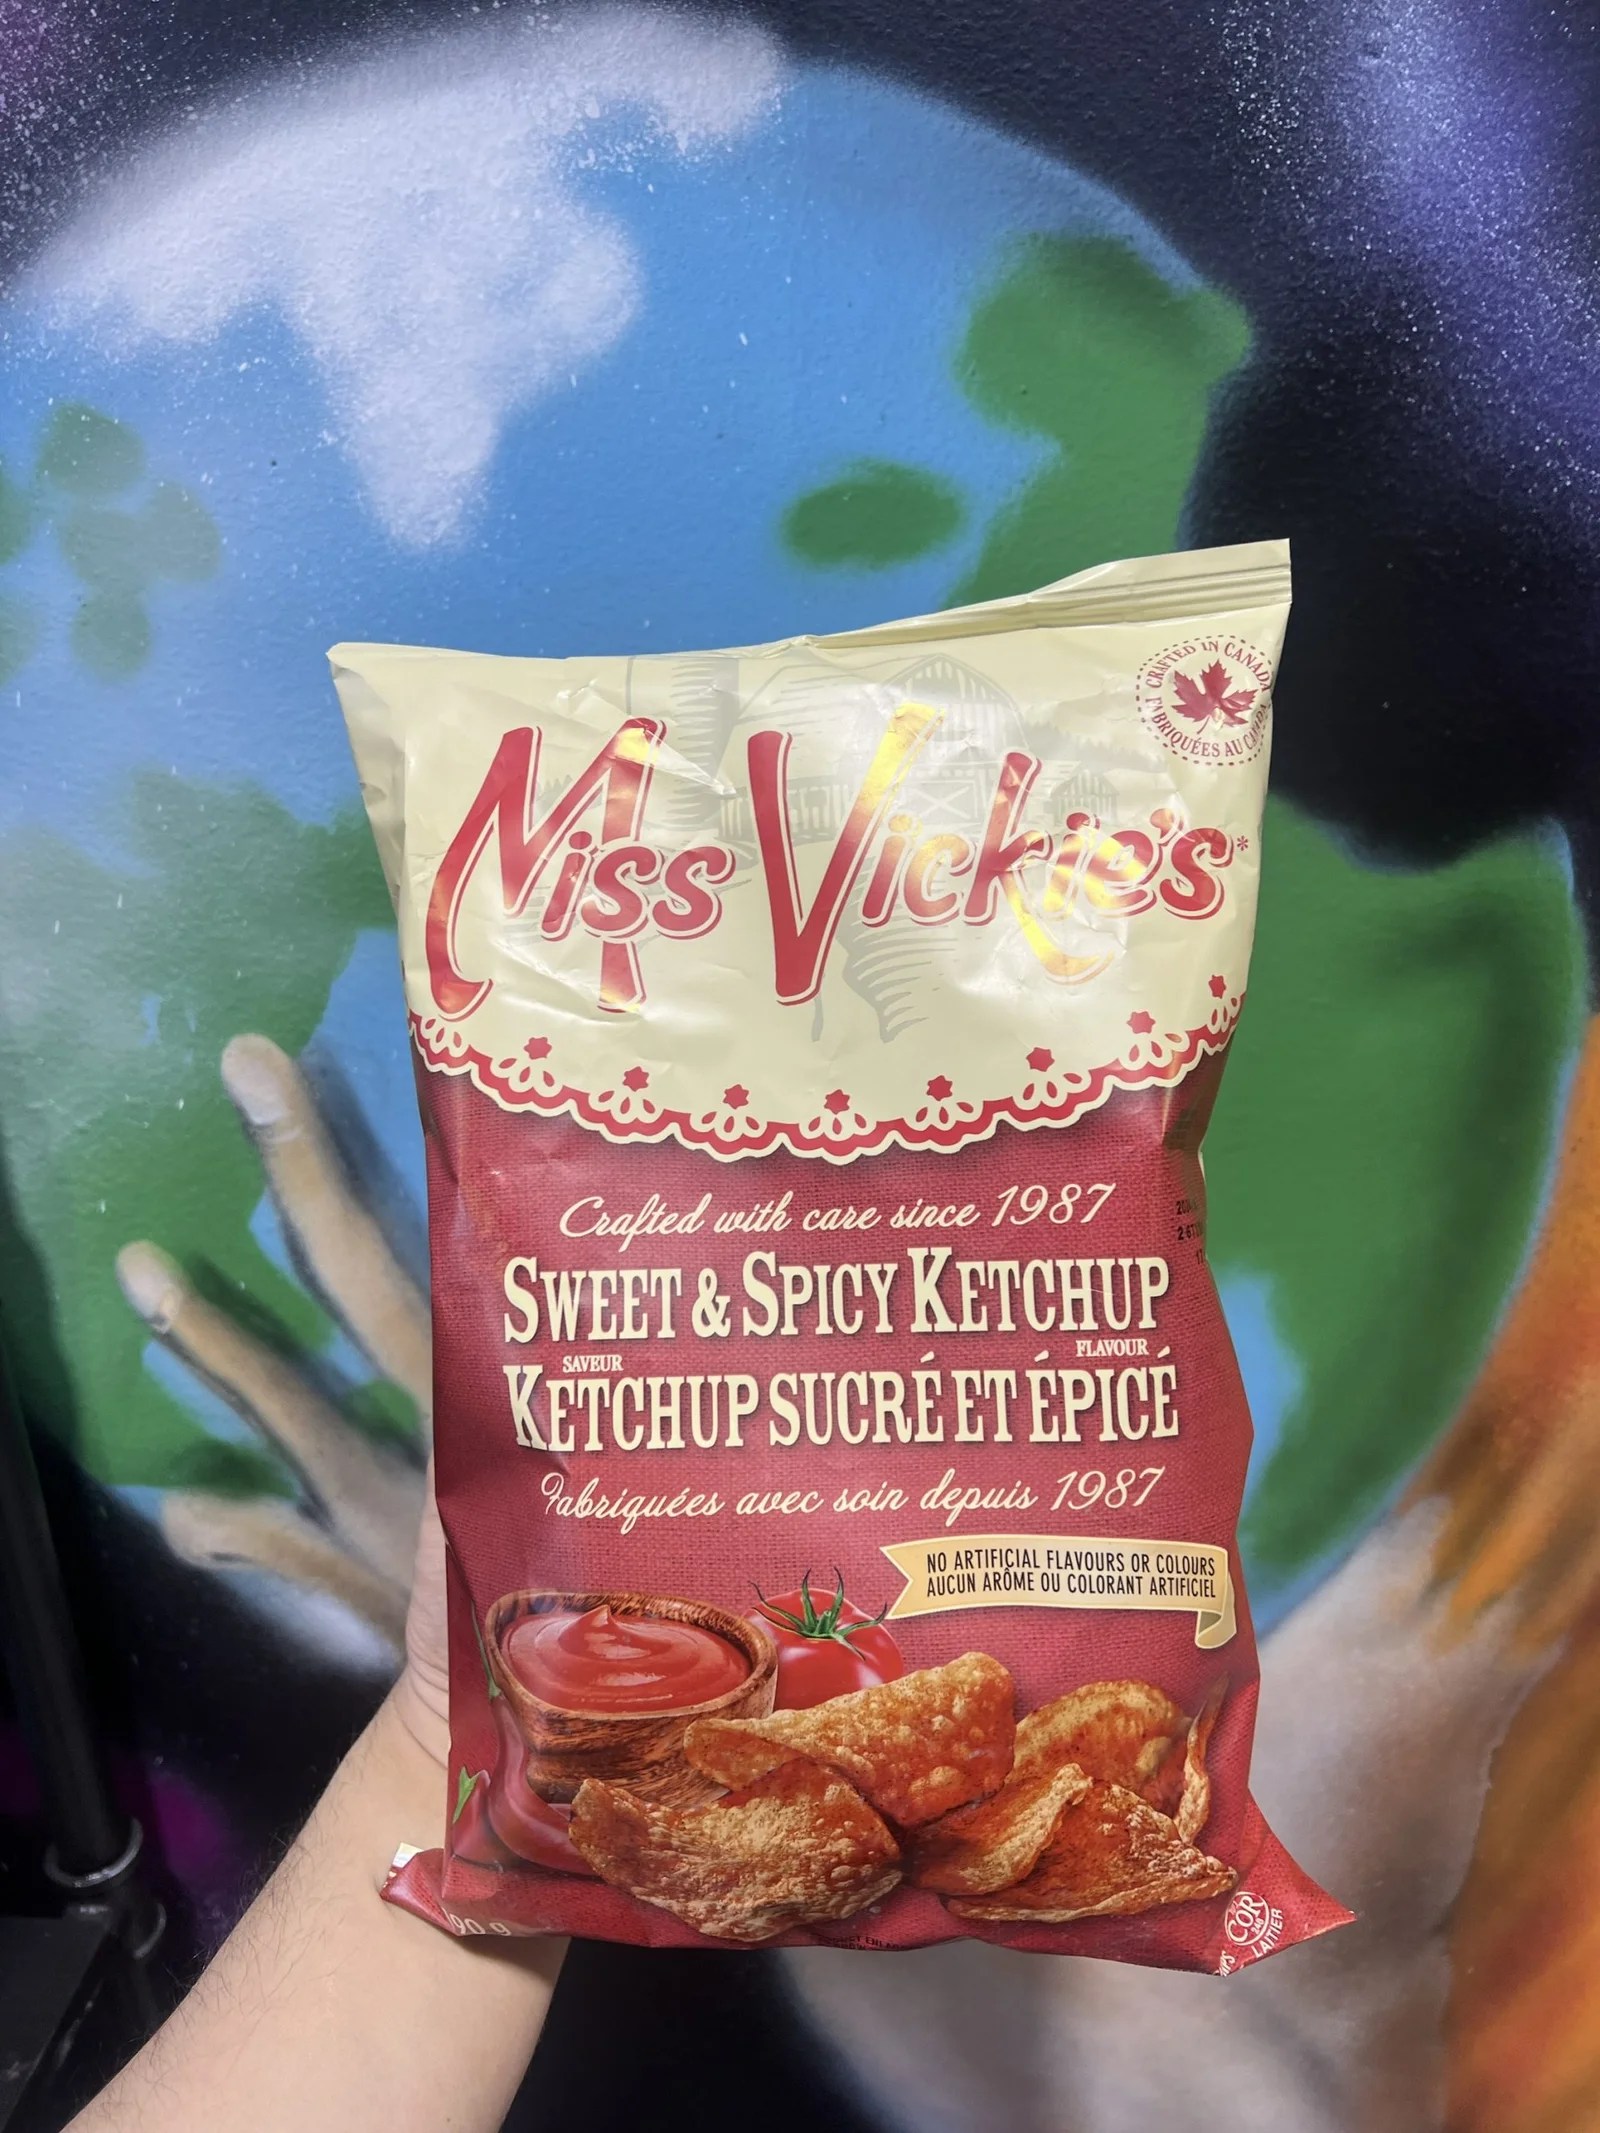 CRAFTED IN CANADA
FABRIQUÉES AU CANADA
Miss Vickie's*
Crafted with care since 1987
SWEET & SPICY KETCHUP
FLAVOUR
SAVEUR
KETCHUP SUCRÉ ET ÉPICÉ
Fabriquées avec soin depuis 1987
NO ARTIFICIAL FLAVOURS OR COLOURS
AUCUN ARÔME OU COLORANT ARTIFICIEL
90 g
COR
LAITIER